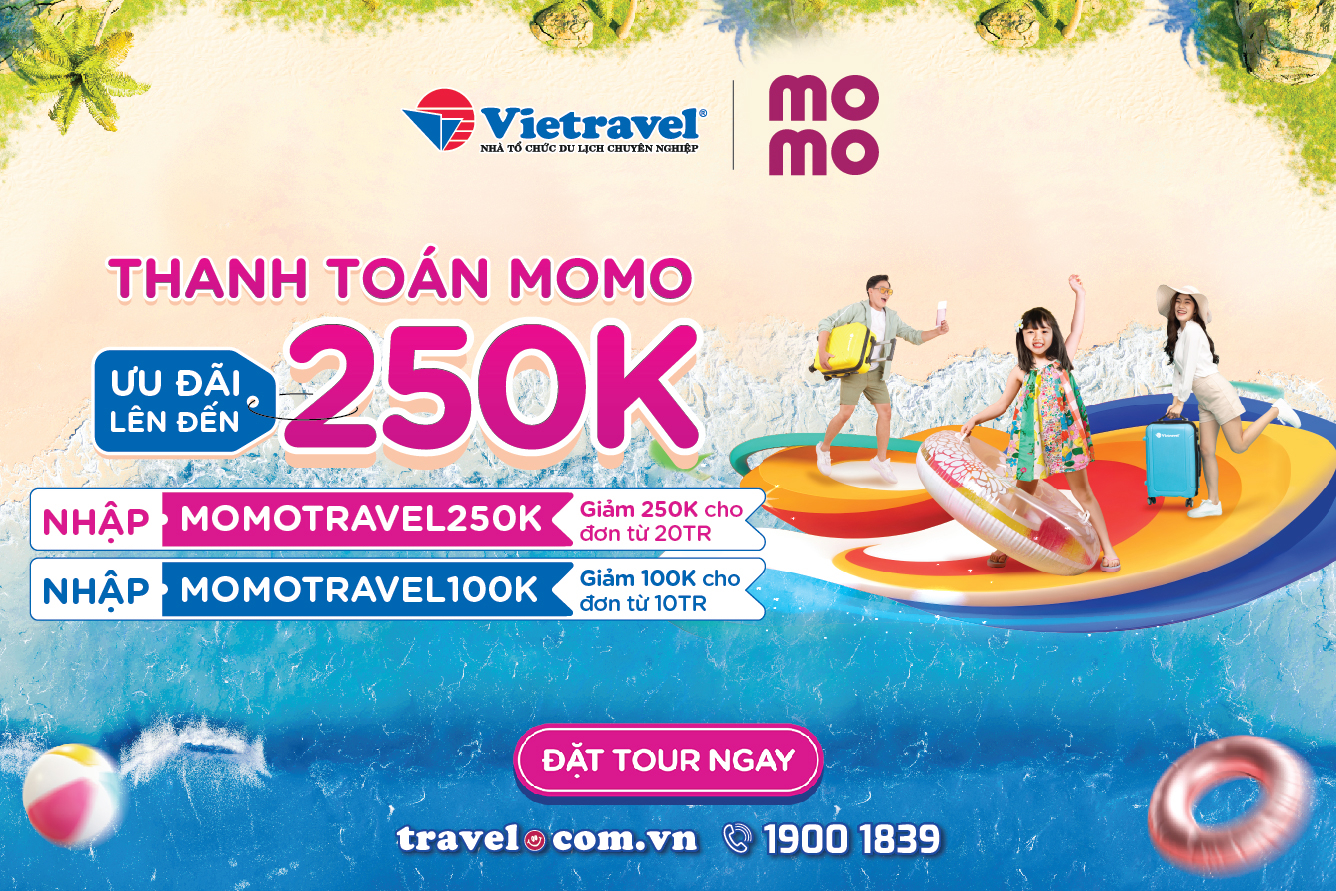 Vietravel®
NHÀ TỔ CHỨC DU LỊCH CHUYÊN NGHIỆP
mo
mo
THANH TOÁN MOMO
ƯU ĐÃI
LÊN ĐẾN
250K
NHẬP MOMOTRAVEL250K Giảm 250K cho
đơn từ 20TR
NHẬP MOMOTRAVEL100K Giảm 100K cho
đơn từ 10TR
Vietravel
ĐẶT TOUR NGAY
travel.com.vn 1900 1839